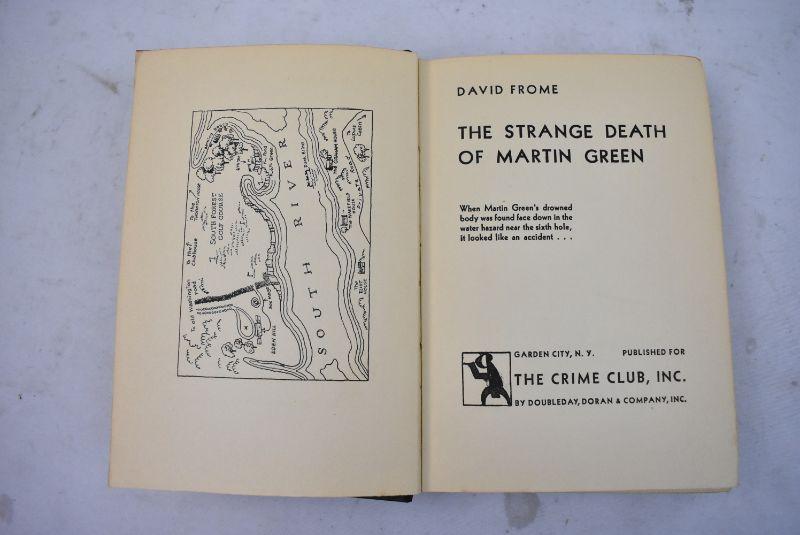 SOUTH RIVER
SOUTH FOREST
GOLF COURSE
EDEN HILL
DAVID FROME
THE STRANGE DEATH
OF MARTIN GREEN
When Martin Green's drowned
body was found face down in the
water hazard near the sixth hole,
it looked like an accident . . .
GARDEN CITY, N. Y. PUBLISHED FOR
THE CRIME CLUB, INC.
BY DOUBLEDAY, DORAN & COMPANY, INC.